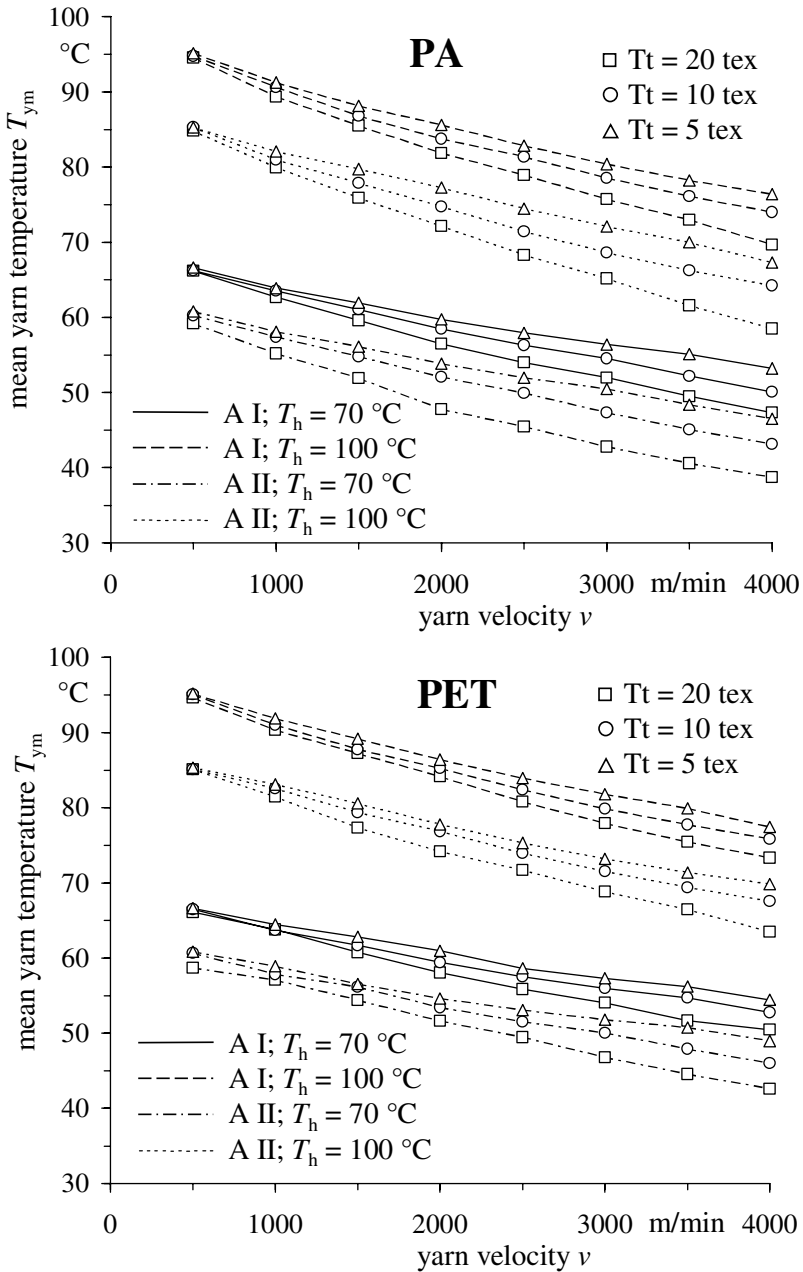 100
°C
PA
Tt = 20 tex
90
Tt = 10 tex
Tt = 5 tex
80
70
60
50
40
30
mean yarn temperature Tym
A I; Th = 70 °C
A I; Th = 100 °C
A II; Th = 70 °C
A II; Th = 100 °C
0 1000 2000 3000 m/min 4000
yarn velocity v
100
°C
PET
Tt = 20 tex
90
Tt = 10 tex
Tt = 5 tex
80
70
60
50
40
30
mean yarn temperature Tym
A I; Th = 70 °C
A I; Th = 100 °C
A II; Th = 70 °C
A II; Th = 100 °C
0 1000 2000 3000 m/min 4000
yarn velocity v